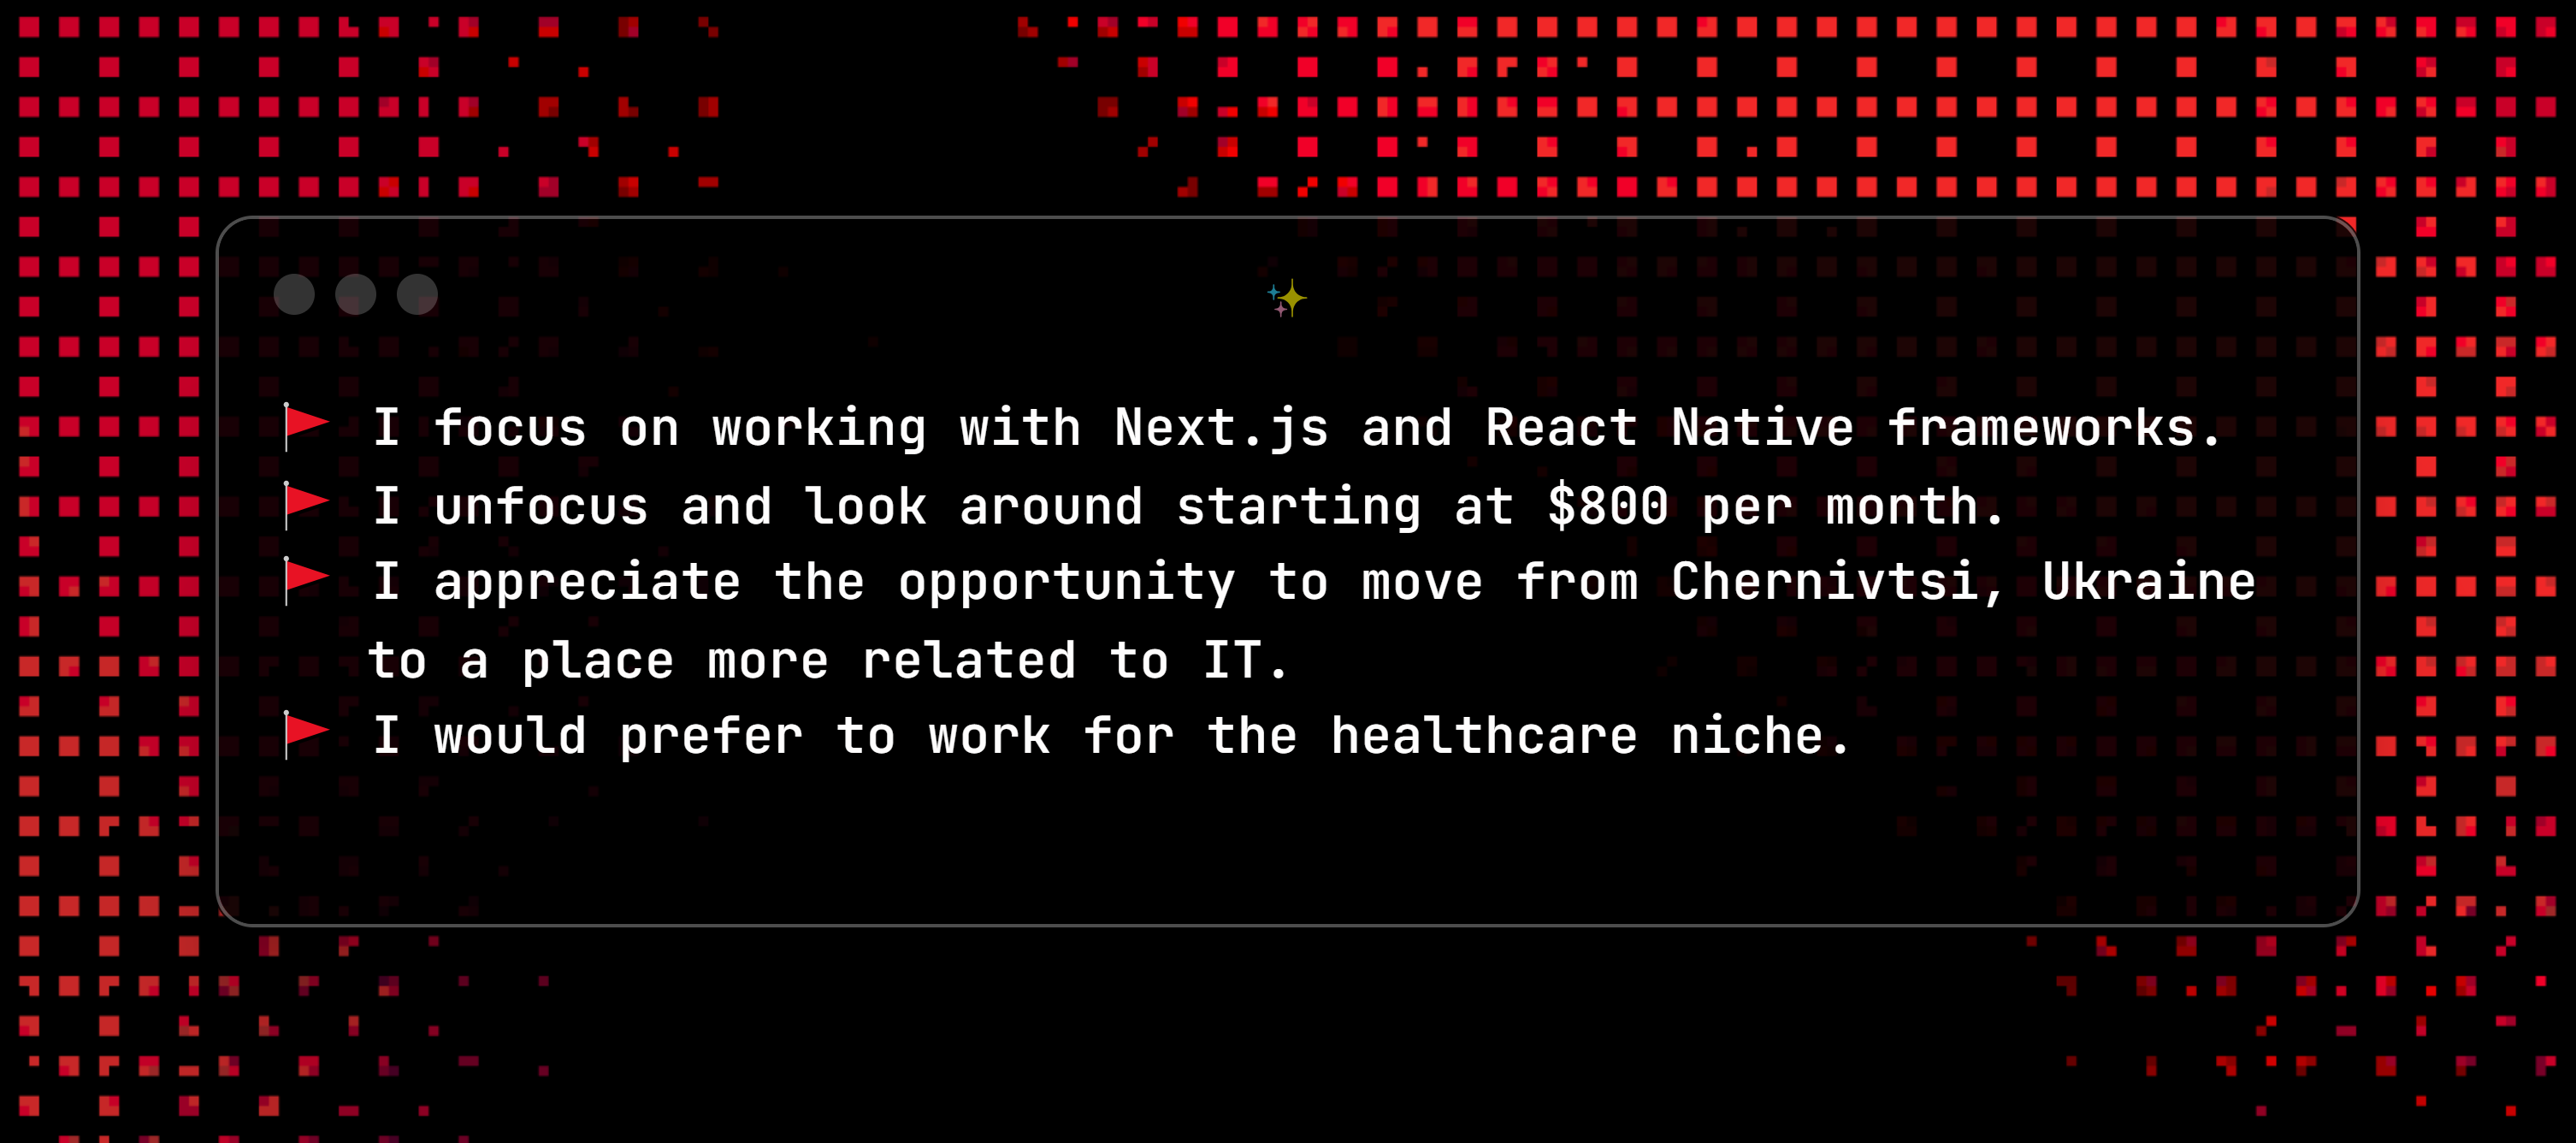 🚩 I focus on working with Next.js and React Native frameworks.
🚩 I unfocus and look around starting at $800 per month.
🚩 I appreciate the opportunity to move from Chernivtsi, Ukraine
to a place more related to IT.
🚩 I would prefer to work for the healthcare niche.